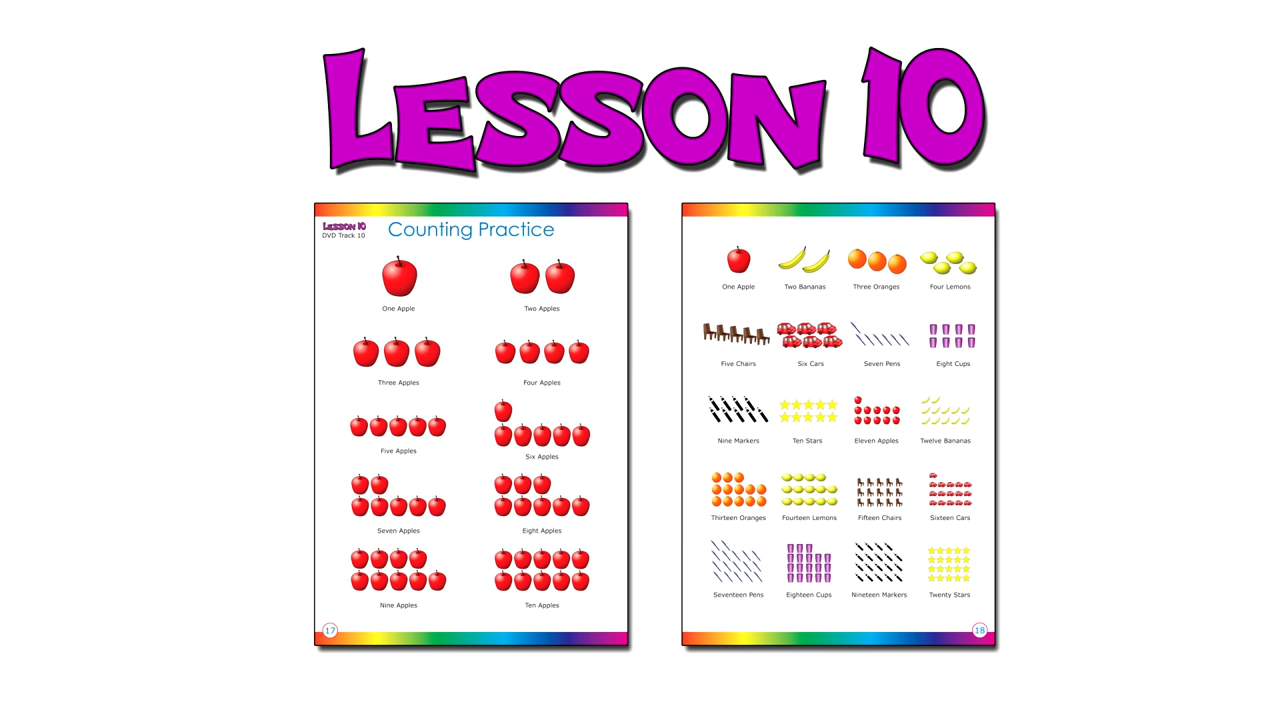 LESSON 10
LESSON 10
DVD Track 10
Counting Practice
One Apple
Two Apples
Three Apples
Four Apples
Five Apples
Six Apples
Seven Apples
Eight Apples
Nine Apples
Ten Apples
17
One Apple
Two Bananas
Three Oranges
Four Lemons
Five Chairs
Six Cars
Seven Pens
Eight Cups
Nine Markers
Ten Stars
Eleven Apples
Twelve Bananas
Thirteen Oranges
Fourteen Lemons
Fifteen Chairs
Sixteen Cars
Seventeen Pens
Eighteen Cups
Nineteen Markers
Twenty Stars
18